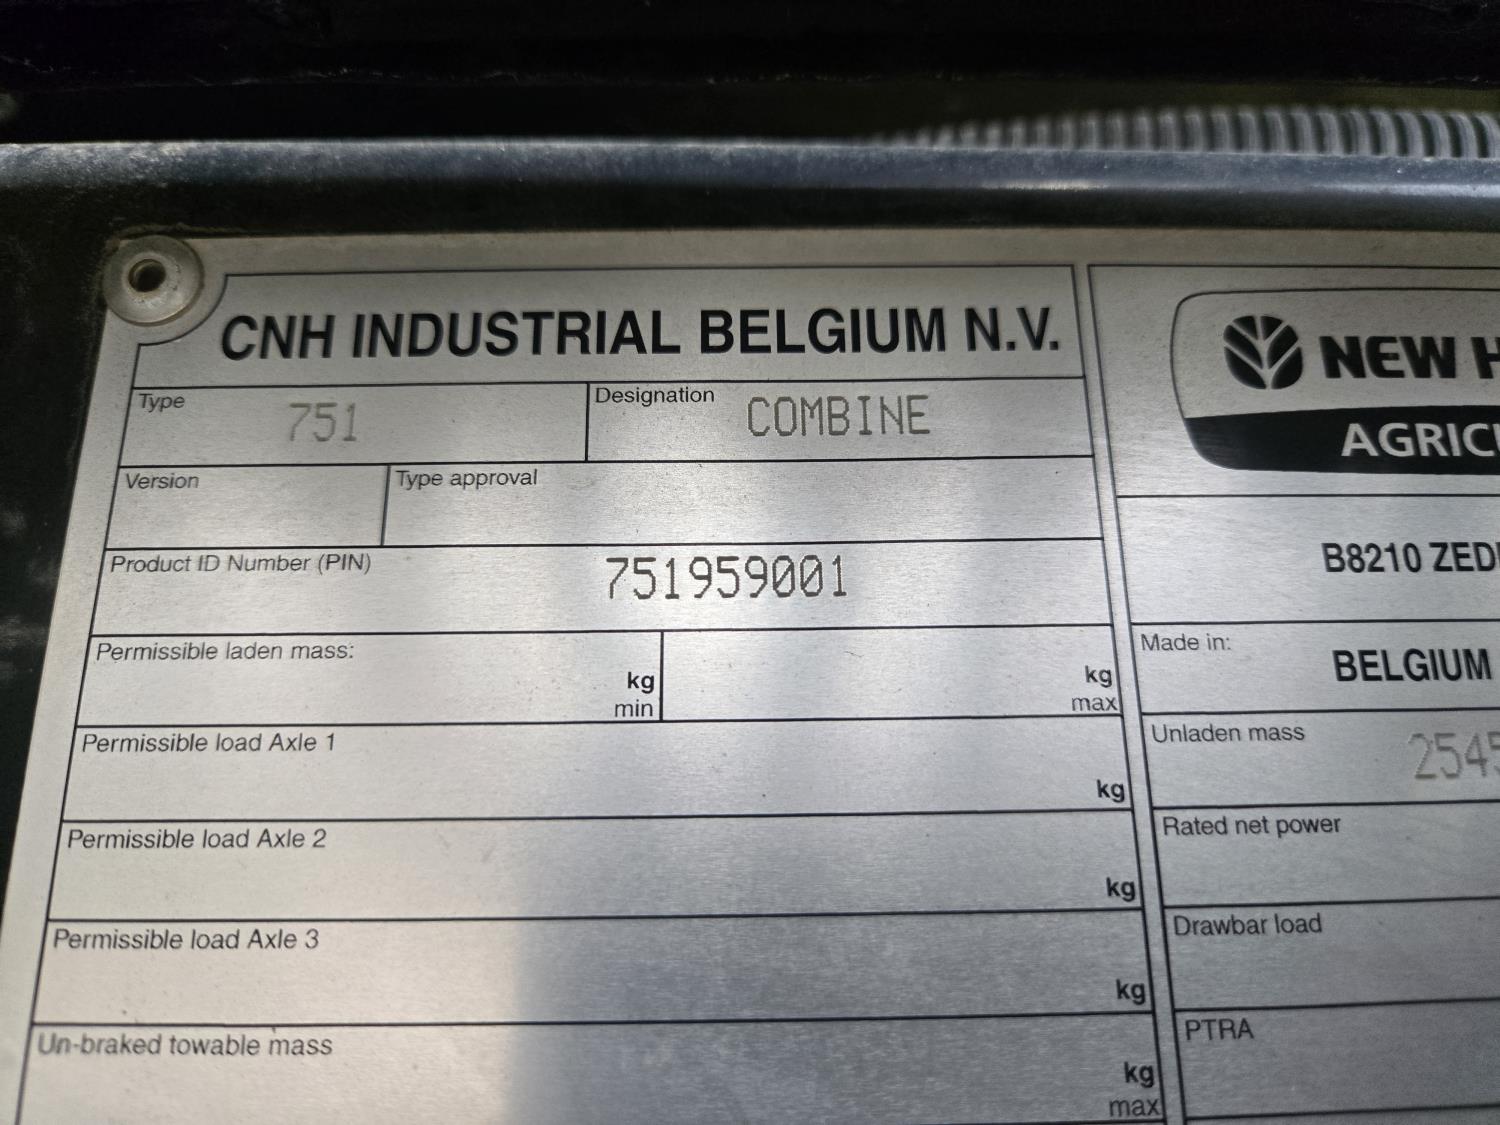 CNH INDUSTRIAL BELGIUM N.V.
Type 751
Designation COMBINE
Version
Type approval
Product ID Number (PIN) 751959001
Permissible laden mass:
kg
min
kg
max
Permissible load Axle 1
kg
Permissible load Axle 2
kg
Permissible load Axle 3
kg
Un-braked towable mass
kg
max
NEW H
AGRIC
B8210 ZED
Made in:
BELGIUM
Unladen mass
2545
Rated net power
Drawbar load
PTRA